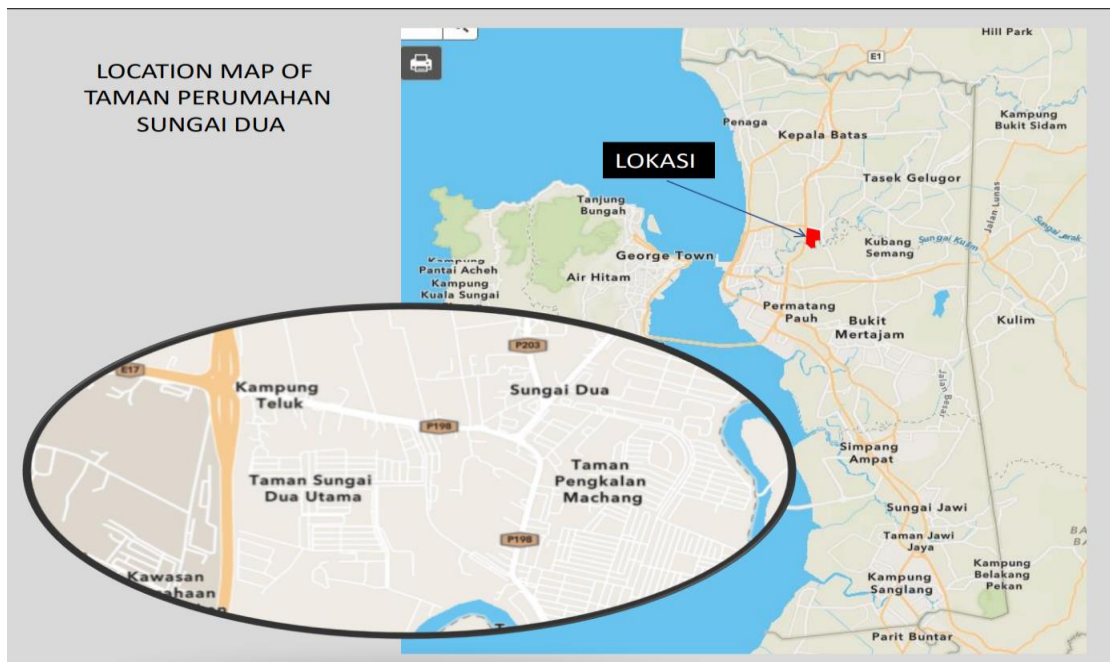 LOCATION MAP OF
TAMAN PERUMAHAN
SUNGAI DUA
Hill Park
E1
Penaga
Kepala Batas
Kampung
Bukit Sidam
LOKASI
Tasek Gelugor
Jalan Lunas
Tanjung
Bungah
Sungai Kulim
Kubang
Semang
George Town
Pantai Acheh
Air Hitam
Kampung
Kuala Sungai
Permatang
Pauh
Bukit
Mertajam
Kulim
Jalan Besar
P203
E17
Kampung
Teluk
Sungai Dua
P198
Taman Sungai
Dua Utama
Taman
Pengkalan
Machang
P198
Kawasan
Simpang
Ampat
Sungai Jawi
Taman Jawi
Jaya
Kampung
Sanglang
Kampung
Belakang
Pekan
Parit Buntar